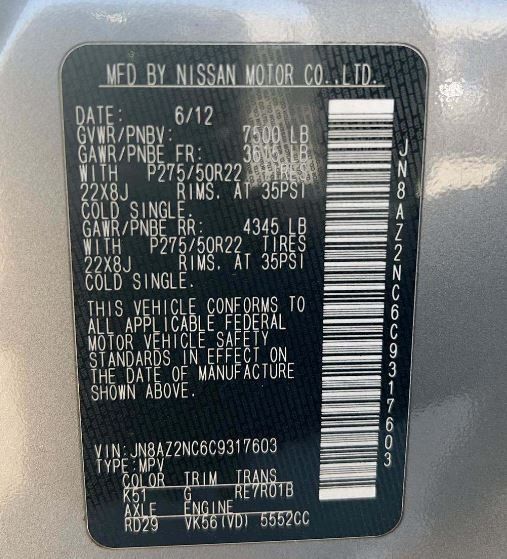 MFD BY NISSAN MOTOR CO.,LTD.
DATE: 6/12
GVWR/PNBV: 7500 LB
GAWR/PNBE FR: 3615 LB
WITH P275/50R22 TIRES
22X8J RIMS. AT 35PSI
COLD SINGLE.
GAWR/PNBE RR: 4345 LB
WITH P275/50R22 TIRES
22X8J RIMS. AT 35PSI
COLD SINGLE.
THIS VEHICLE CONFORMS TO
ALL APPLICABLE FEDERAL
MOTOR VEHICLE SAFETY
STANDARDS IN EFFECT ON
THE DATE OF MANUFACTURE
SHOWN ABOVE.
VIN:JN8AZ2NC6C9317603
TYPE:MPV
COLOR TRIM TRANS
K51 G RE7R01B
AXLE ENGINE
RD29 VK56(VD) 5552CC
JN8AZ2NC6C9317603